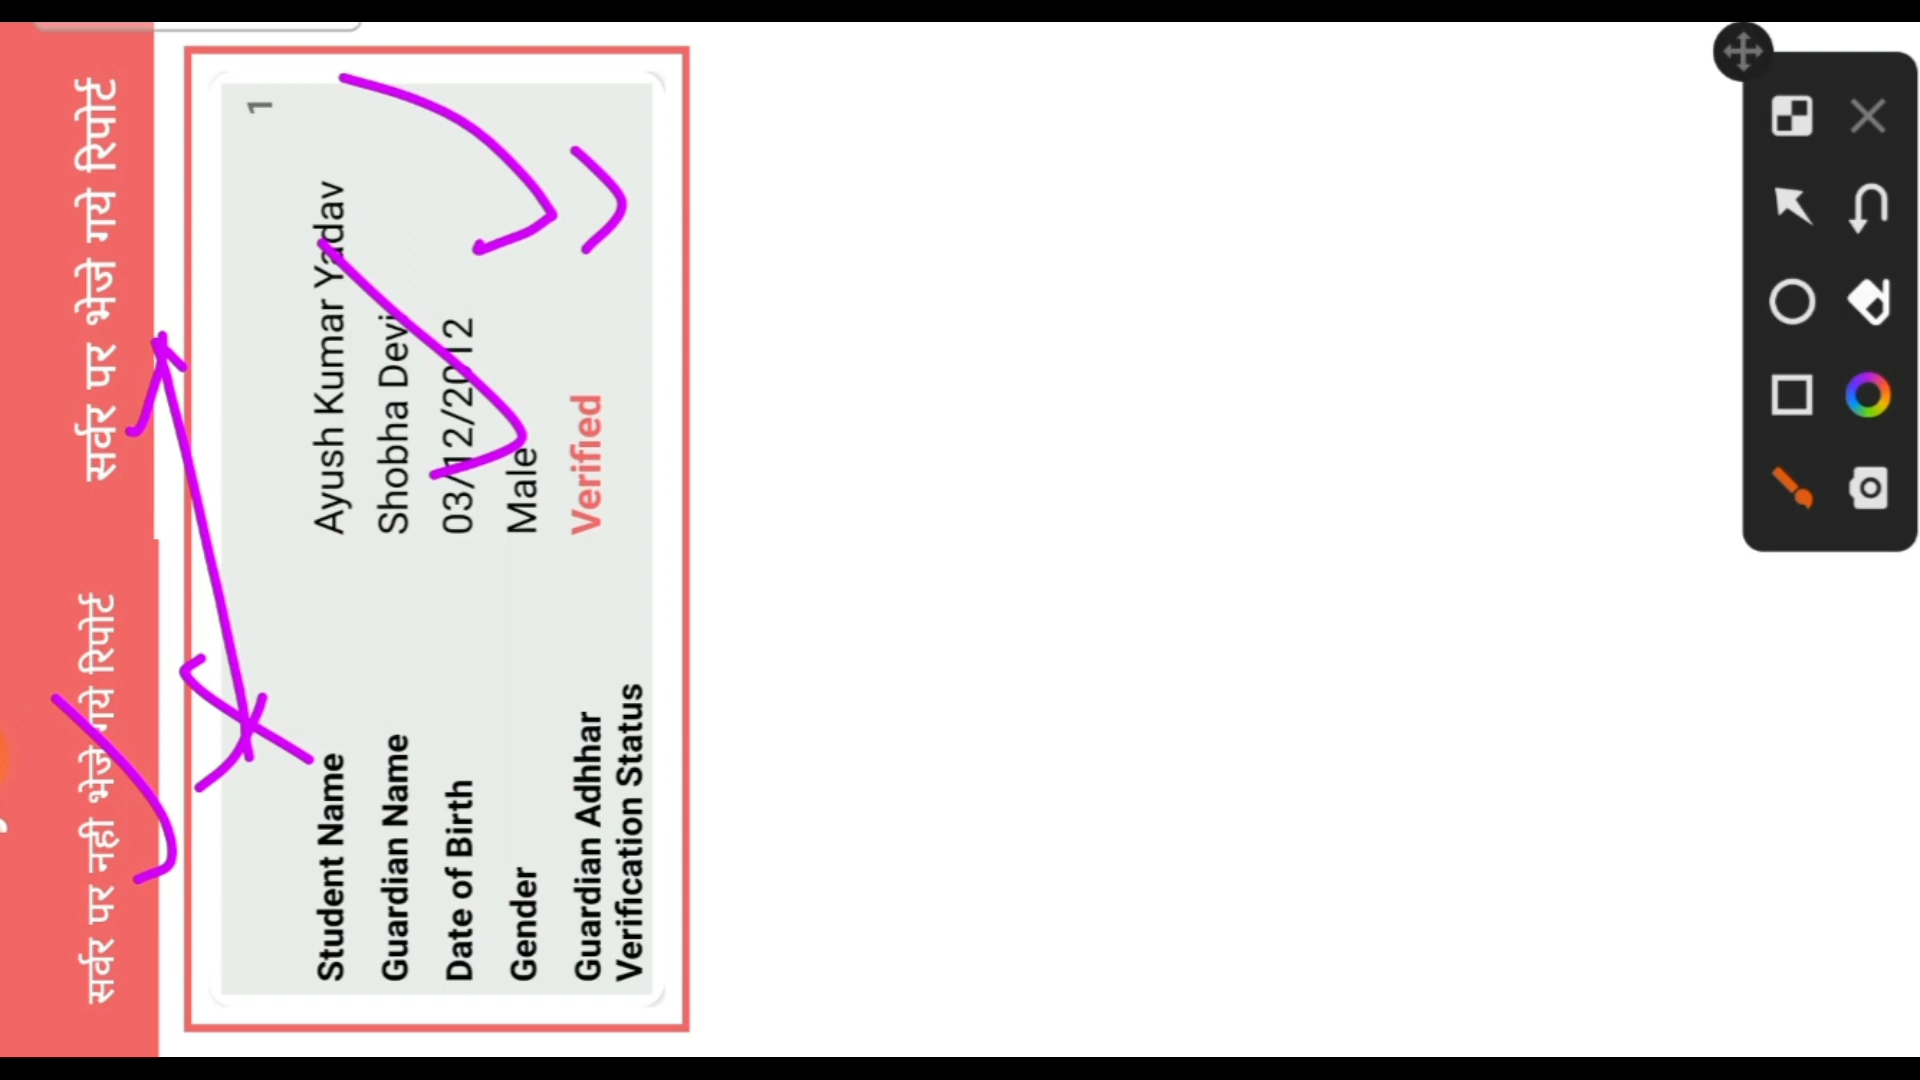 सर्वर पर नही भेजे गये रिपोर्ट
सर्वर पर भेजे गये रिपोर्ट
1
Student Name Ayush Kumar Yadav
Guardian Name Shobha Devi
Date of Birth 03/12/2012
Gender Male
Guardian Adhhar Verified
Verification Status